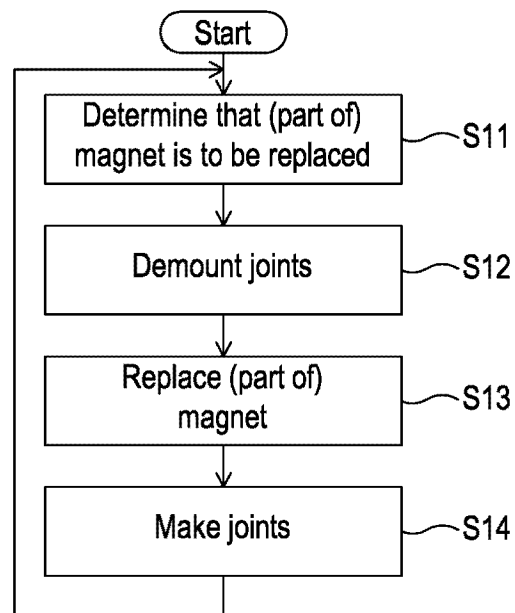 Start
Determine that (part of)
magnet is to be replaced
S11
Demount joints
S12
Replace (part of)
magnet
S13
Make joints
S14